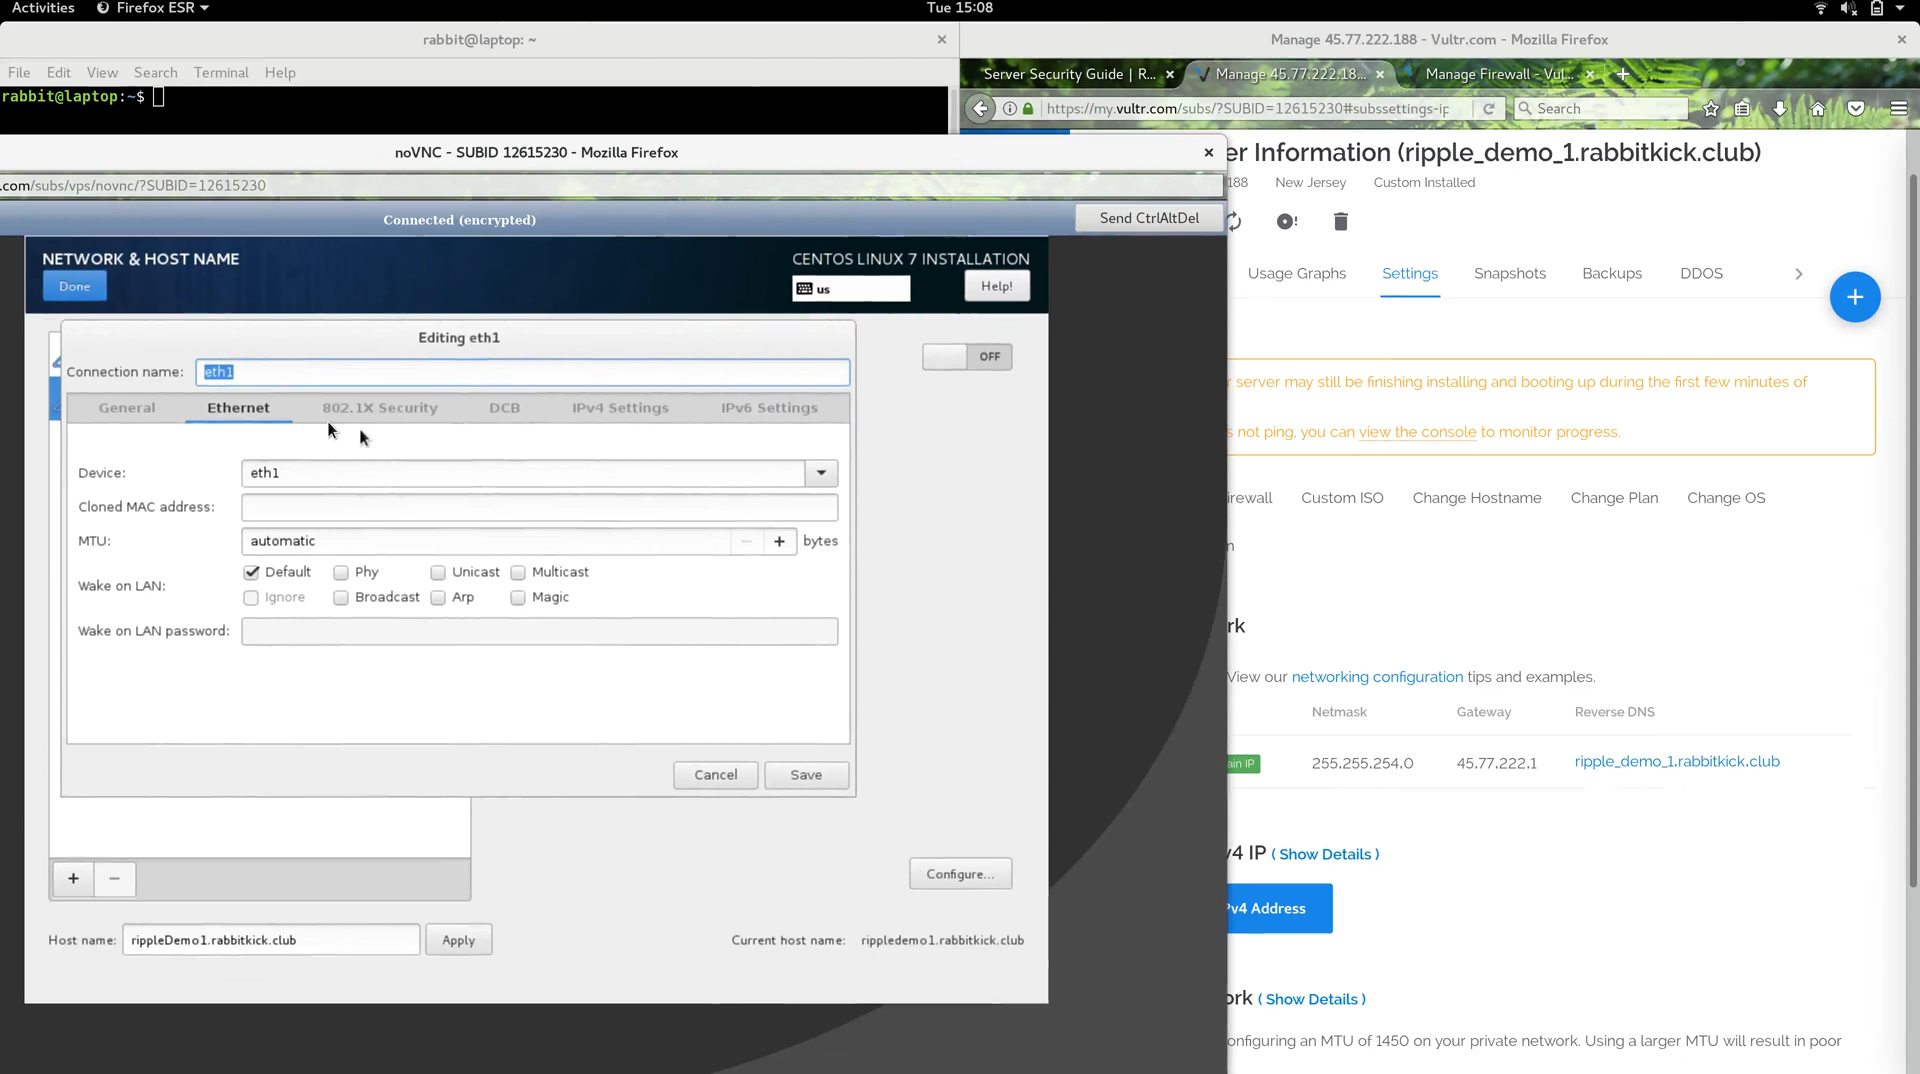 Activities
Firefox ESR
Tue 15:08
rabbit@laptop: ~
File Edit View Search Terminal Help
rabbit@laptop:~$
Manage 45.77.222.188 - Vultr.com - Mozilla Firefox
Server Security Guide | R...
Manage 45.77.222.18...
Manage Firewall - Vul...
https://my.vultr.com/subs/?SUBID=12615230#subssettings-ip
Search
noVNC - SUBID 12615230 - Mozilla Firefox
.com/subs/vps/novnc/?SUBID=12615230
Connected (encrypted)
Send CtrlAltDel
NETWORK & HOST NAME
Done
CENTOS LINUX 7 INSTALLATION
us
Help!
Editing eth1
Connection name: eth1
General Ethernet 802.1X Security DCB IPv4 Settings IPv6 Settings
Device: eth1
Cloned MAC address:
MTU: automatic bytes
Wake on LAN:
Default Phy Unicast Multicast
Ignore Broadcast Arp Magic
Wake on LAN password:
Cancel Save
OFF
Configure...
Host name: rippleDemo1.rabbitkick.club Apply
Current host name: rippledemo1.rabbitkick.club
er Information (ripple_demo_1.rabbitkick.club)
188 New Jersey Custom Installed
Usage Graphs Settings Snapshots Backups DDOS
r server may still be finishing installing and booting up during the first few minutes of
s not ping, you can view the console to monitor progress.
irewall Custom ISO Change Hostname Change Plan Change OS
n
rk
View our networking configuration tips and examples.
Netmask Gateway Reverse DNS
ain IP 255.255.254.0 45.77.222.1 ripple_demo_1.rabbitkick.club
v4 IP ( Show Details )
Pv4 Address
ork ( Show Details )
onfiguring an MTU of 1450 on your private network. Using a larger MTU will result in poor